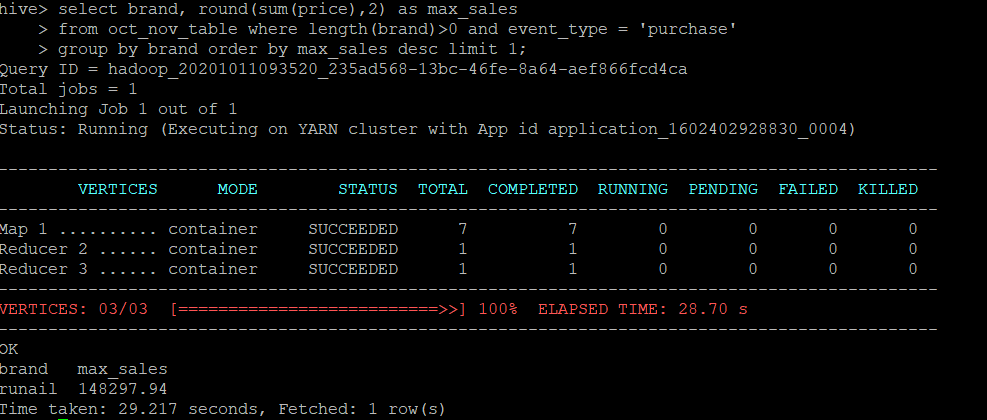 hive> select brand, round(sum(price),2) as max_sales
    > from oct_nov_table where length(brand)>0 and event_type = 'purchase'
    > group by brand order by max_sales desc limit 1;
Query ID = hadoop_20201011093520_235ad568-13bc-46fe-8a64-aef866fcd4ca
Total jobs = 1
Launching Job 1 out of 1
Status: Running (Executing on YARN cluster with App id application_1602402928830_0004)
----------------------------------------------------------------------------------------------
        VERTICES      MODE        STATUS  TOTAL  COMPLETED  RUNNING  PENDING  FAILED  KILLED
----------------------------------------------------------------------------------------------
Map 1 .......... container     SUCCEEDED      7          7        0        0       0       0
Reducer 2 ...... container     SUCCEEDED      1          1        0        0       0       0
Reducer 3 ...... container     SUCCEEDED      1          1        0        0       0       0
----------------------------------------------------------------------------------------------
VERTICES: 03/03  [==========================>>] 100%  ELAPSED TIME: 28.70 s
----------------------------------------------------------------------------------------------
OK
brand   max_sales
runail  148297.94
Time taken: 29.217 seconds, Fetched: 1 row(s)